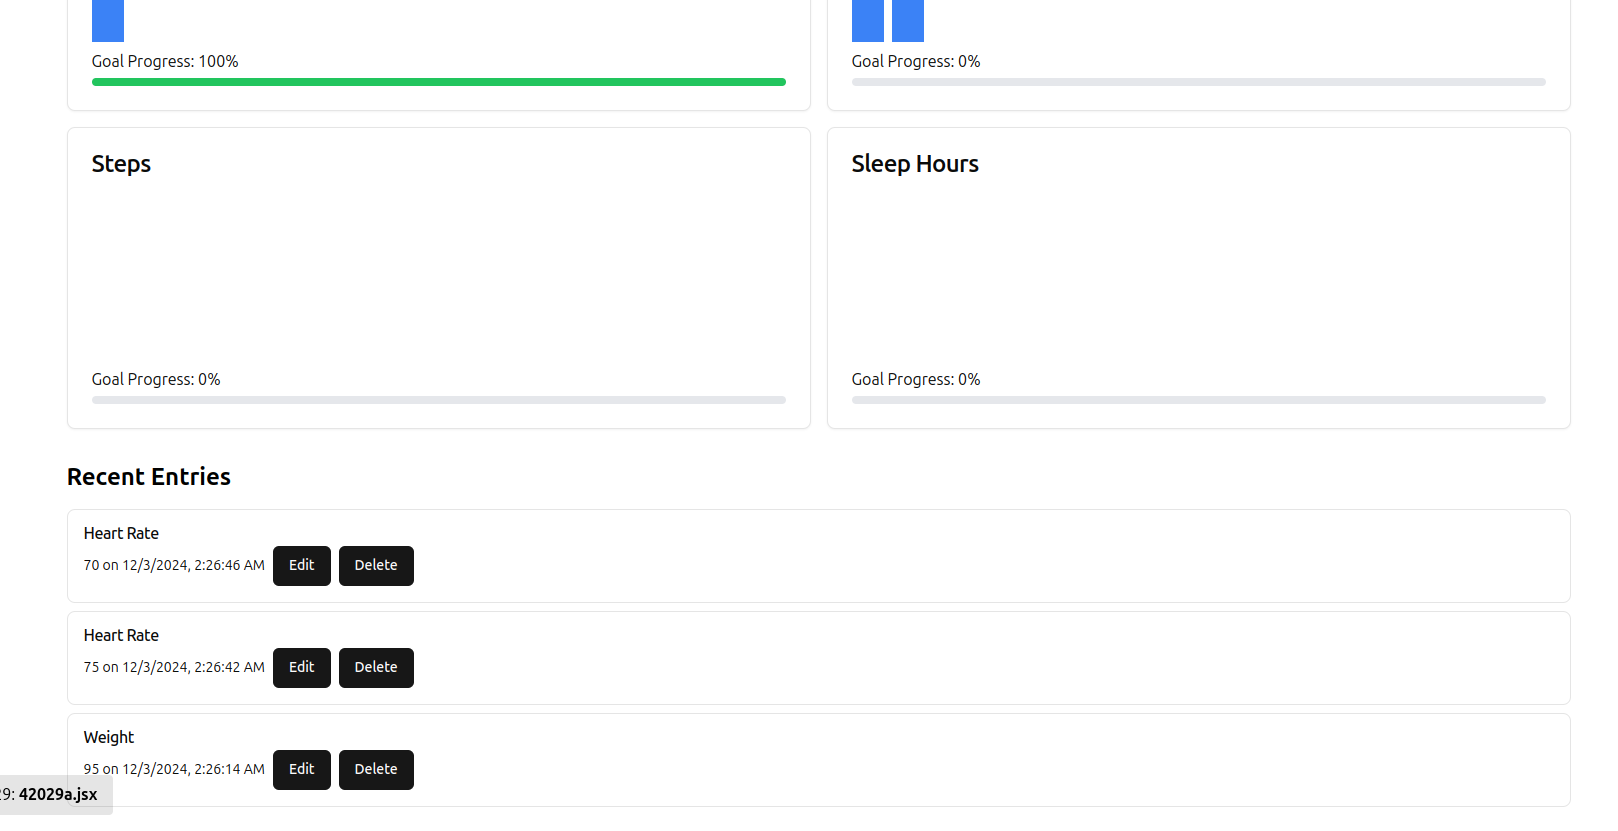 Goal Progress: 100%
Goal Progress: 0%
Steps
Sleep Hours
Goal Progress: 0%
Goal Progress: 0%
Recent Entries
Heart Rate
70 on 12/3/2024, 2:26:46 AM Edit Delete
Heart Rate
75 on 12/3/2024, 2:26:42 AM Edit Delete
Weight
95 on 12/3/2024, 2:26:14 AM Edit Delete
9: 42029a.jsx